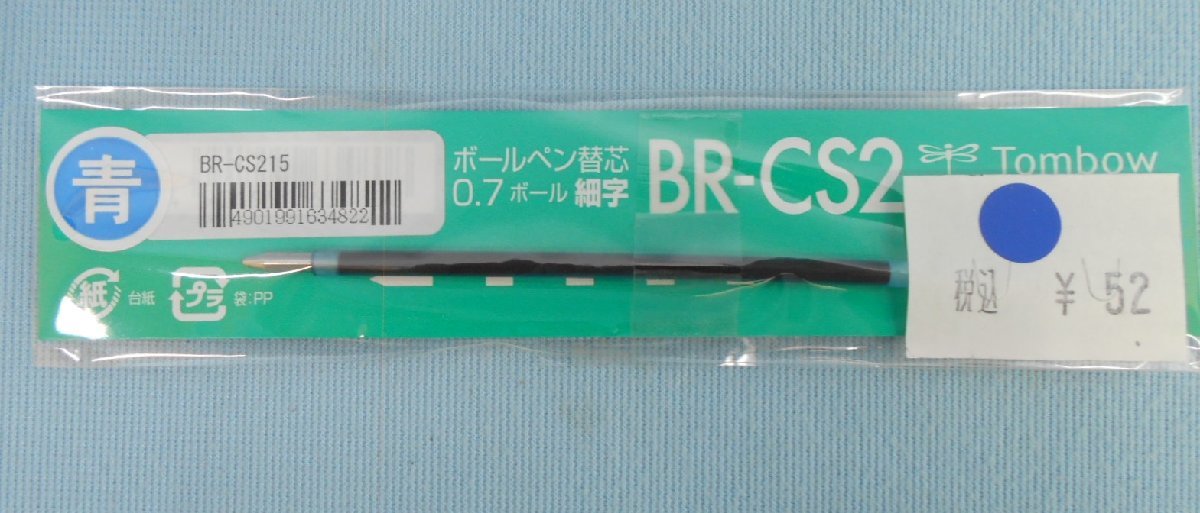 青
BR-CS215
4901991634822
ボールペン替芯
0.7 ボール 細字
BR-CS2
Tombow
紙 台紙
プラ 袋:PP
税込 ¥52